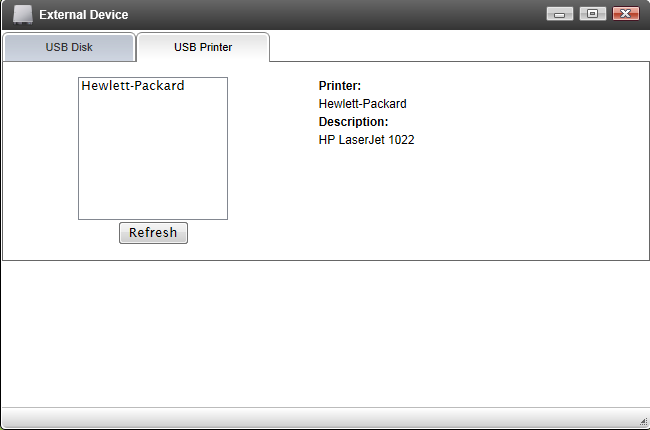 External Device
USB Disk
USB Printer
Hewlett-Packard
Refresh
Printer:
Hewlett-Packard
Description:
HP LaserJet 1022